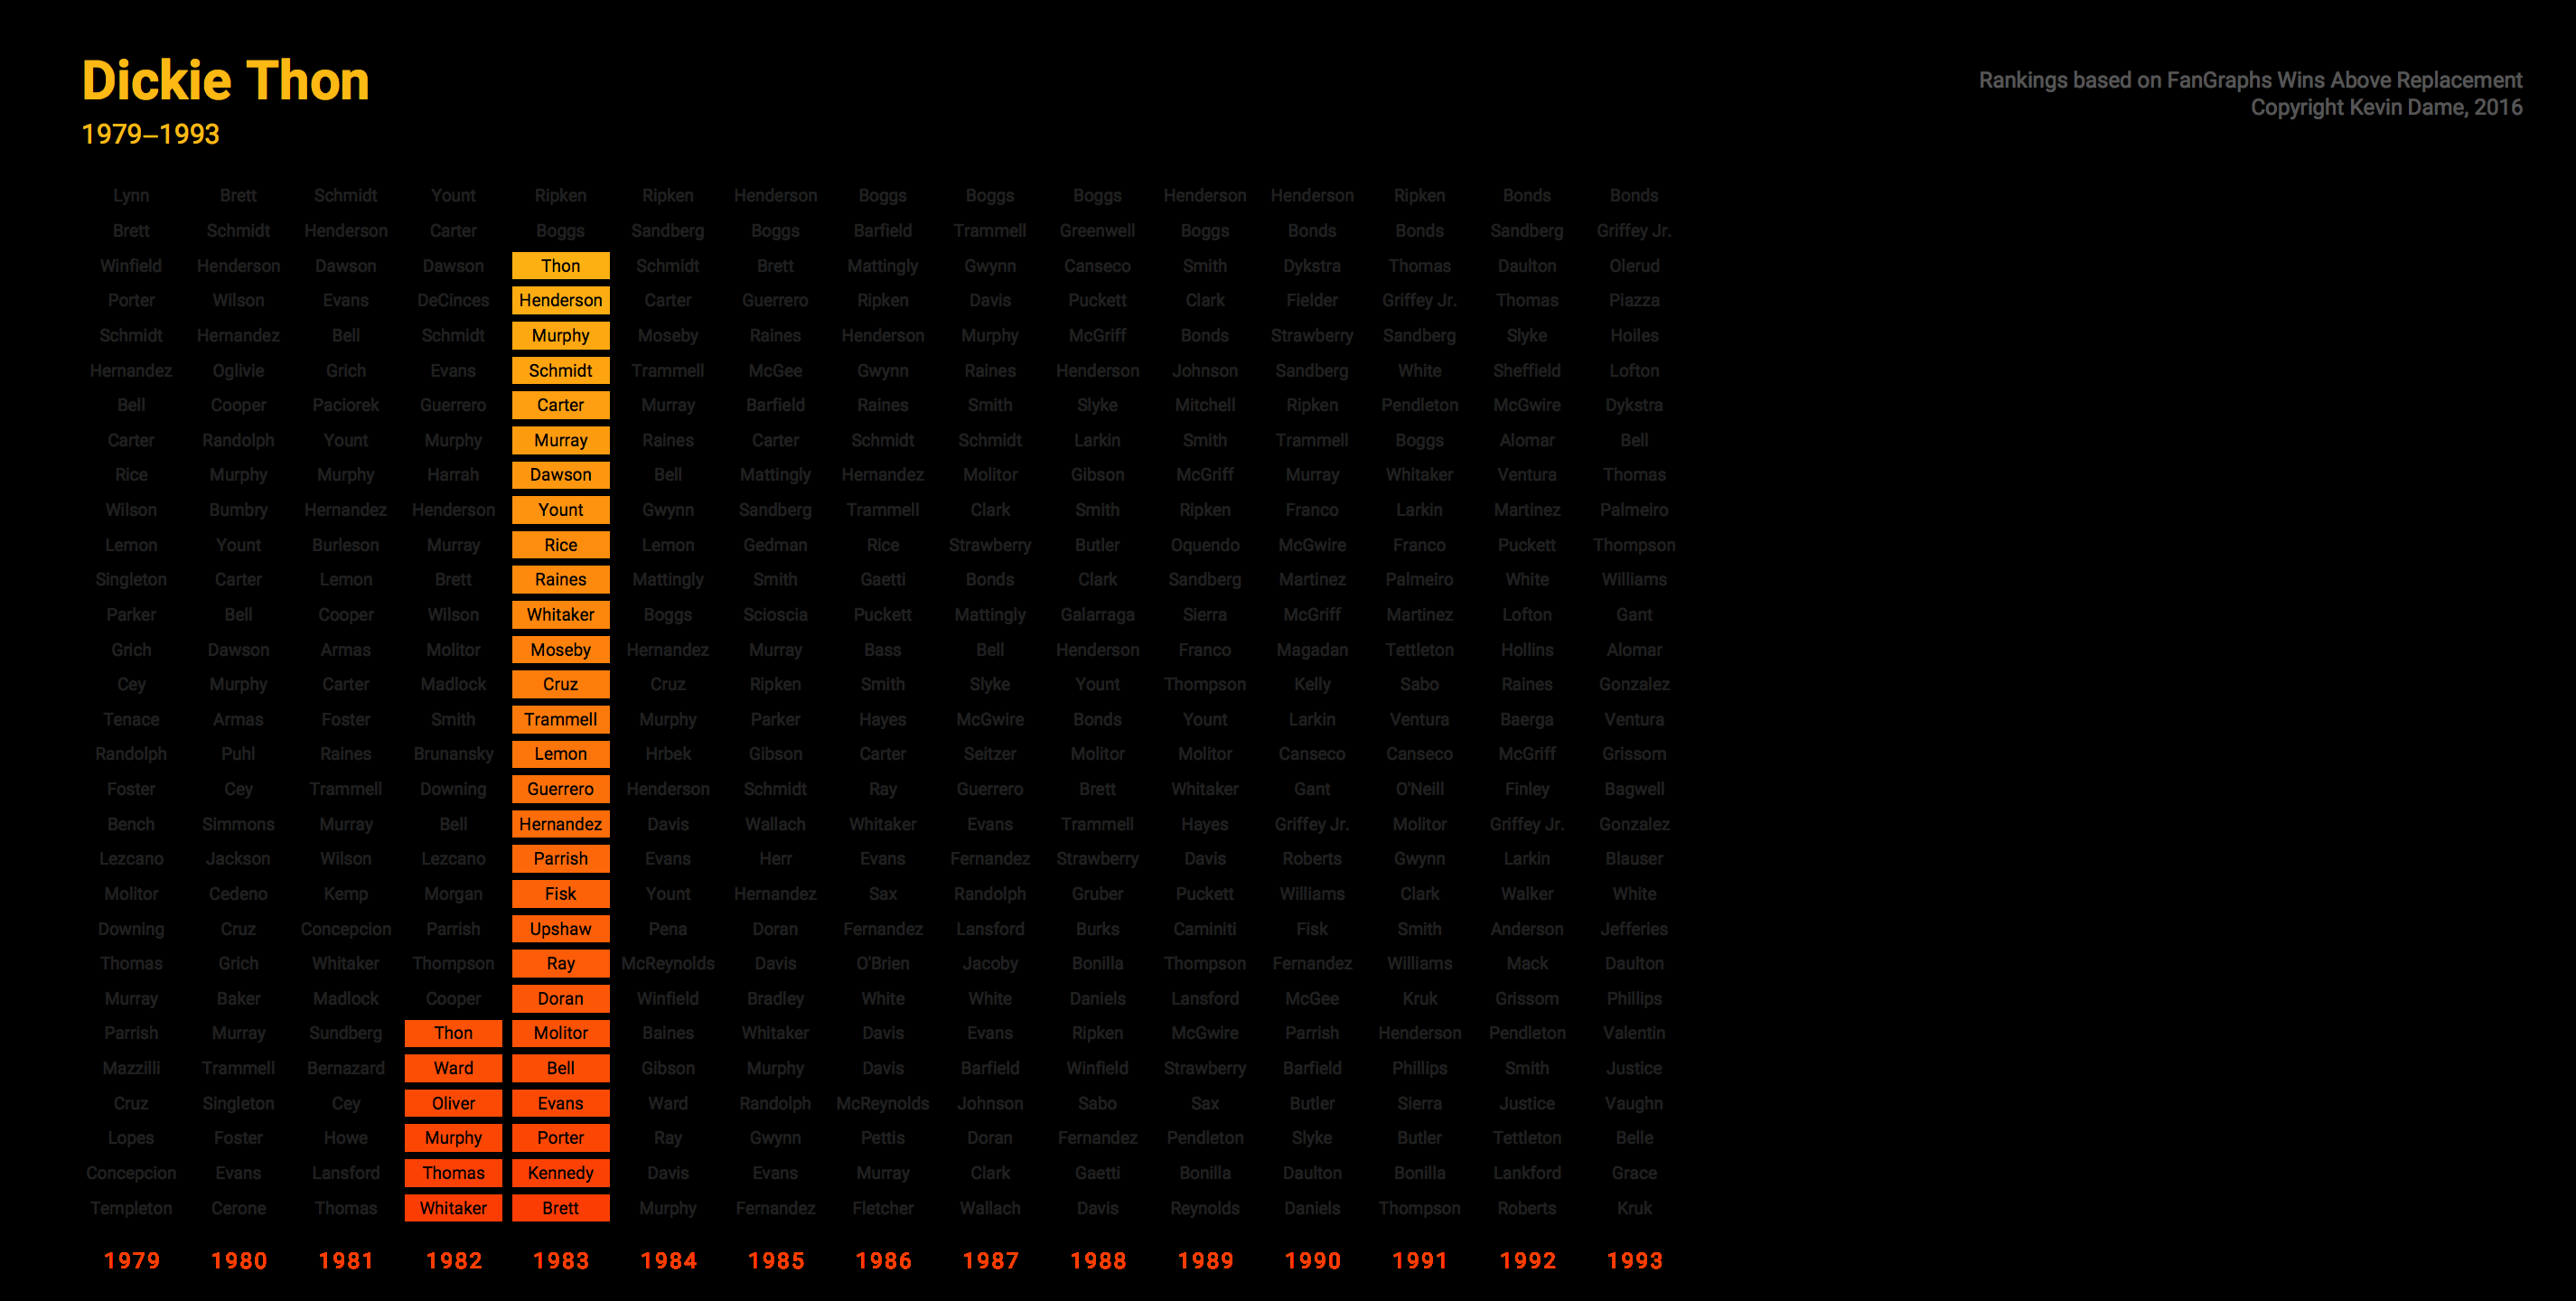 Dickie Thon
1979–1993
Rankings based on FanGraphs Wins Above Replacement
Copyright Kevin Dame, 2016
Lynn Brett Schmidt Yount Ripken Ripken Henderson Boggs Boggs Boggs Henderson Henderson Ripken Bonds Bonds
Brett Schmidt Henderson Carter Boggs Sandberg Boggs Barfield Trammell Greenwell Boggs Bonds Bonds Sandberg Griffey Jr.
Winfield Henderson Dawson Dawson Thon Schmidt Brett Mattingly Gwynn Canseco Smith Dykstra Thomas Daulton Olerud
Porter Wilson Evans DeCinces Henderson Carter Guerrero Ripken Davis Puckett Clark Fielder Griffey Jr. Thomas Piazza
Schmidt Hernandez Bell Schmidt Murphy Moseby Raines Henderson Murphy McGriff Bonds Strawberry Sandberg Slyke Hoiles
Hernandez Oglivie Grich Evans Schmidt Trammell McGee Gwynn Raines Henderson Johnson Sandberg White Sheffield Lofton
Bell Cooper Paciorek Guerrero Carter Murray Barfield Raines Smith Slyke Mitchell Ripken Pendleton McGwire Dykstra
Carter Randolph Yount Murphy Murray Raines Carter Schmidt Schmidt Larkin Smith Trammell Boggs Alomar Bell
Rice Murphy Murphy Harrah Dawson Bell Mattingly Hernandez Molitor Gibson McGriff Murray Whitaker Ventura Thomas
Wilson Bumbry Hernandez Henderson Yount Gwynn Sandberg Trammell Clark Smith Ripken Franco Larkin Martinez Palmeiro
Lemon Yount Burleson Murray Rice Lemon Gedman Rice Strawberry Butler Oquendo McGwire Franco Puckett Thompson
Singleton Carter Lemon Brett Raines Mattingly Smith Gaetti Bonds Clark Sandberg Martinez Palmeiro White Williams
Parker Bell Cooper Wilson Whitaker Boggs Scioscia Puckett Mattingly Galarraga Sierra McGriff Martinez Lofton Gant
Grich Dawson Armas Molitor Moseby Hernandez Murray Bass Bell Henderson Franco Magadan Tettleton Hollins Alomar
Cey Murphy Carter Madlock Cruz Cruz Ripken Smith Slyke Yount Thompson Kelly Sabo Raines Gonzalez
Tenace Armas Foster Smith Trammell Murphy Parker Hayes McGwire Bonds Yount Larkin Ventura Baerga Ventura
Randolph Puhl Raines Brunansky Lemon Hrbek Gibson Carter Seitzer Molitor Molitor Canseco Canseco McGriff Grissom
Foster Cey Trammell Downing Guerrero Henderson Schmidt Ray Guerrero Brett Whitaker Gant O'Neill Finley Bagwell
Bench Simmons Murray Bell Hernandez Davis Wallach Whitaker Evans Trammell Hayes Griffey Jr. Molitor Griffey Jr. Gonzalez
Lezcano Jackson Wilson Lezcano Parrish Evans Herr Evans Fernandez Strawberry Davis Roberts Gwynn Larkin Blauser
Molitor Cedeno Kemp Morgan Fisk Yount Hernandez Sax Randolph Gruber Puckett Williams Clark Walker White
Downing Cruz Concepcion Parrish Upshaw Pena Doran Fernandez Lansford Burks Caminiti Fisk Smith Anderson Jefferies
Thomas Grich Whitaker Thompson Ray McReynolds Davis O'Brien Jacoby Bonilla Thompson Fernandez Williams Mack Daulton
Murray Baker Madlock Cooper Doran Winfield Bradley White White Daniels Lansford McGee Kruk Grissom Phillips
Parrish Murray Sundberg Thon Molitor Baines Whitaker Davis Evans Ripken McGwire Parrish Henderson Pendleton Valentin
Mazzilli Trammell Bernazard Ward Bell Gibson Murphy Davis Barfield Winfield Strawberry Barfield Phillips Smith Justice
Cruz Singleton Cey Oliver Evans Ward Randolph McReynolds Johnson Sabo Sax Butler Sierra Justice Vaughn
Lopes Foster Howe Murphy Porter Ray Gwynn Pettis Doran Fernandez Pendleton Slyke Butler Tettleton Belle
Concepcion Evans Lansford Thomas Kennedy Davis Evans Murray Clark Gaetti Bonilla Daulton Bonilla Lankford Grace
Templeton Cerone Thomas Whitaker Brett Murphy Fernandez Fletcher Wallach Davis Reynolds Daniels Thompson Roberts Kruk
1979 1980 1981 1982 1983 1984 1985 1986 1987 1988 1989 1990 1991 1992 1993